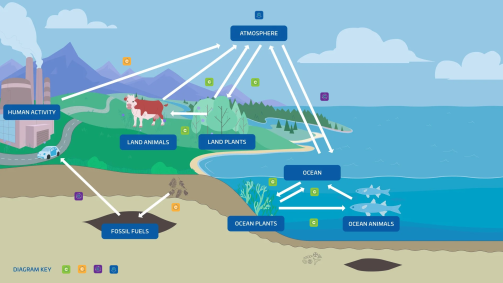 ATMOSPHERE
HUMAN ACTIVITY
LAND ANIMALS
LAND PLANTS
OCEAN
OCEAN PLANTS
OCEAN ANIMALS
FOSSIL FUELS
DIAGRAM KEY